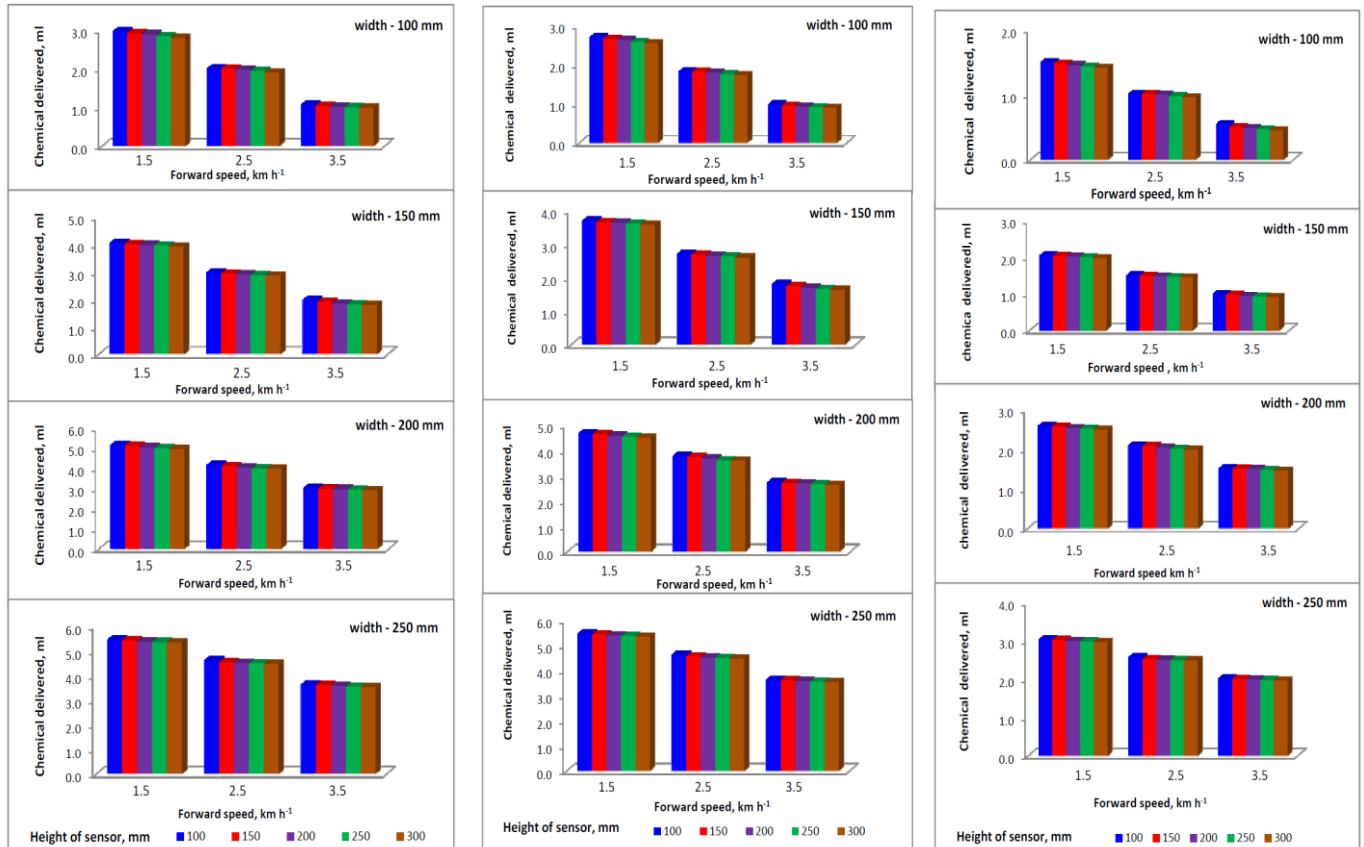 width - 100 mm
Chemical delivered, ml
3.0
2.0
1.0
0.0
1.5 2.5 3.5
Forward speed, km h-1
width - 150 mm
Chemical delivered, ml
5.0
4.0
3.0
2.0
1.0
0.0
1.5 2.5 3.5
Forward speed, km h-1
width - 200 mm
Chemical delivered, ml
6.0
5.0
4.0
3.0
2.0
1.0
0.0
1.5 2.5 3.5
Forward speed, km h-1
width - 250 mm
Chemical delivered, ml
6.0
5.0
4.0
3.0
2.0
1.0
0.0
1.5 2.5 3.5
Forward speed, km h-1
Height of sensor, mm 100 150 200 250 300
width - 100 mm
Chemical delivered, ml
3.0
2.0
1.0
0.0
1.5 2.5 3.5
Forward speed, km h-1
width - 150 mm
Chemical delivered, ml
4.0
3.0
2.0
1.0
0.0
1.5 2.5 3.5
Forward speed, km h-1
width - 200 mm
Chemical delivered, ml
5.0
4.0
3.0
2.0
1.0
0.0
1.5 2.5 3.5
Forward speed, km h-1
width - 250 mm
Chemical delivered, ml
6.0
5.0
4.0
3.0
2.0
1.0
0.0
1.5 2.5 3.5
Forward speed, km h-1
100 150 200 250 300
width - 100 mm
Chemical delivered, ml
2.0
1.0
0.0
1.5 2.5 3.5
Forward speed, km h-1
width - 150 mm
chemica deliveredl, ml
3.0
2.0
1.0
0.0
1.5 2.5 3.5
Forward speed , km h-1
width - 200 mm
chemical delivered, ml
3.0
2.0
1.0
0.0
1.5 2.5 3.5
Forward speed km h-1
width - 250 mm
Chemical delivered, ml
4.0
3.0
2.0
1.0
0.0
1.5 2.5 3.5
Forward speed, km h-1
Height of sensor, mm 100 150 200 250 300